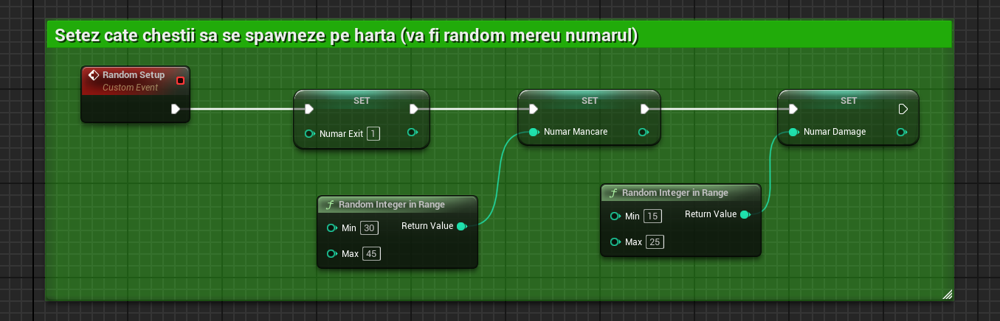 Setez cate chestii sa se spawneze pe harta (va fi random mereu numarul)
Random Setup
Custom Event
SET
Numar Exit 1
SET
Numar Mancare
SET
Numar Damage
f Random Integer in Range
Min 30 Return Value
Max 45
f Random Integer in Range
Min 15 Return Value
Max 25